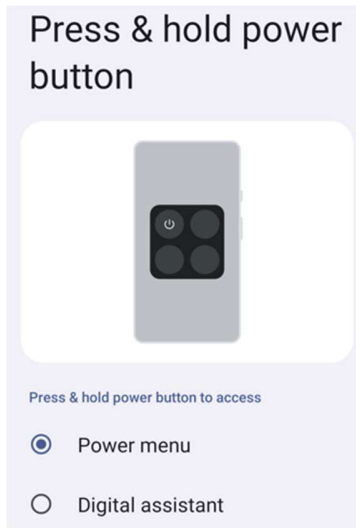 Press & hold power
button
Press & hold power button to access
Power menu
Digital assistant